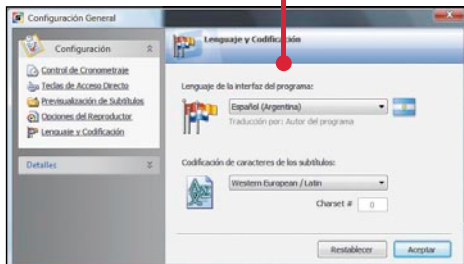 Configuración General
Configuración
Control de Cronometraje
Teclas de Acceso Directo
Previsualización de Subtítulos
Opciones del Reproductor
Lenguaje y Codificación
Detalles
Lenguaje y Codificación
Lenguaje de la interfaz del programa:
Español (Argentina)
Traducción por: Autor del programa
Codificación de caracteres de los subtítulos:
Western European / Latin
Charset # 0
Restablecer Aceptar